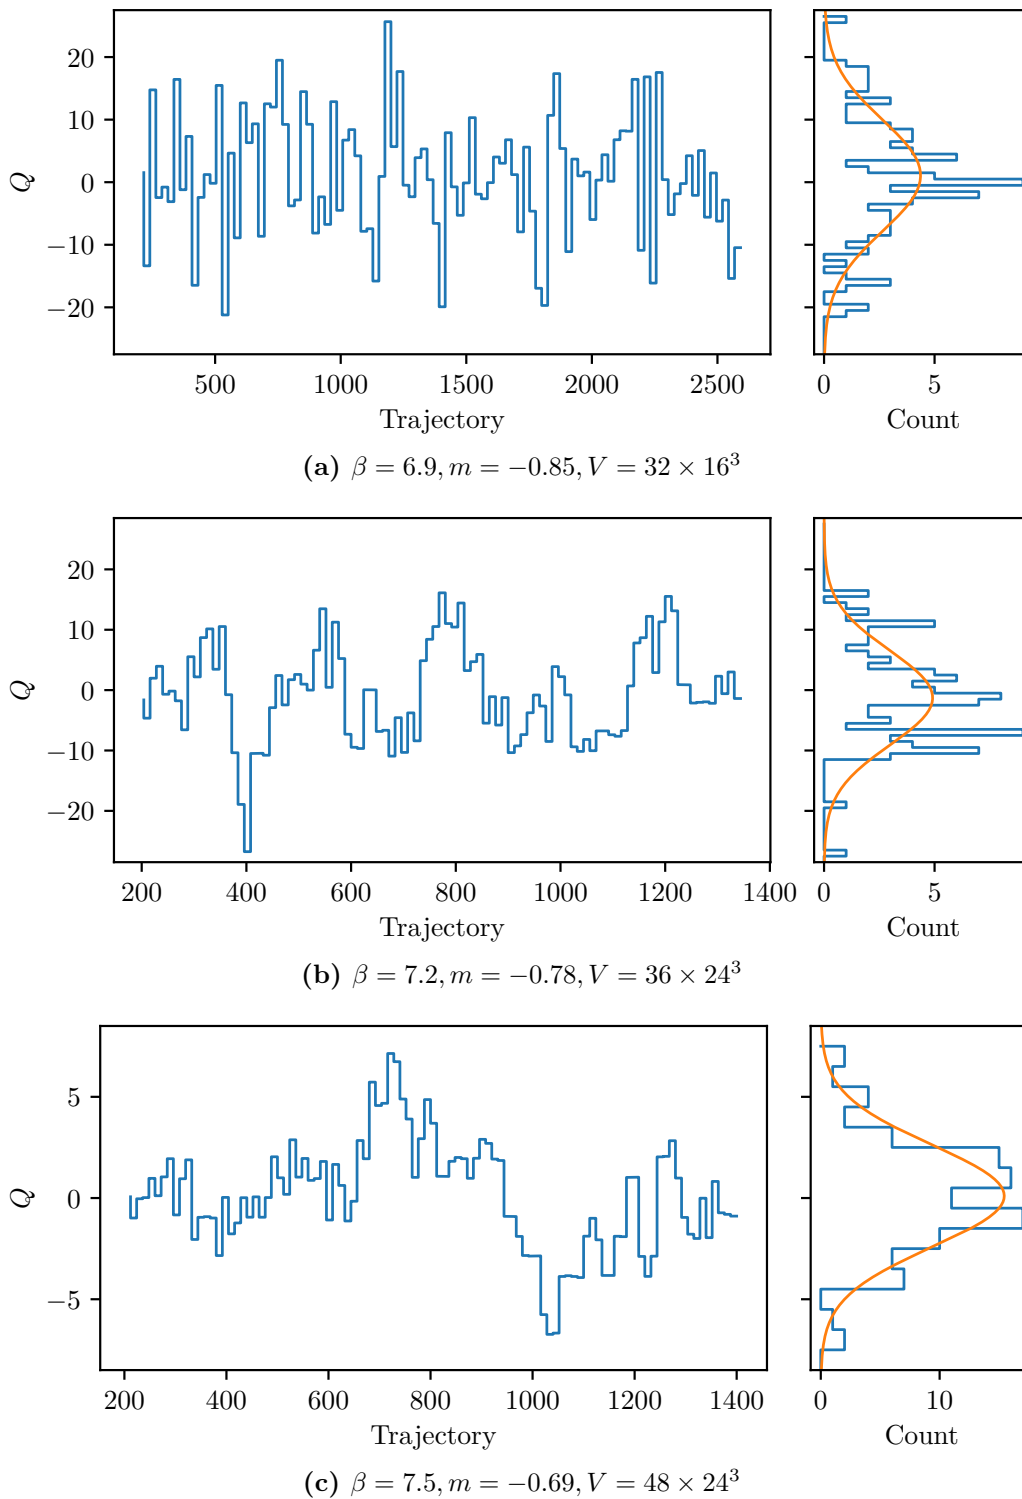 20
10
0
−10
−20
Q
500 1000 1500 2000 2500
Trajectory
0 5
Count
(a) β = 6.9, m = −0.85, V = 32 × 16³
20
10
0
−10
−20
Q
200 400 600 800 1000 1200 1400
Trajectory
0 5
Count
(b) β = 7.2, m = −0.78, V = 36 × 24³
5
0
−5
Q
200 400 600 800 1000 1200 1400
Trajectory
0 10
Count
(c) β = 7.5, m = −0.69, V = 48 × 24³